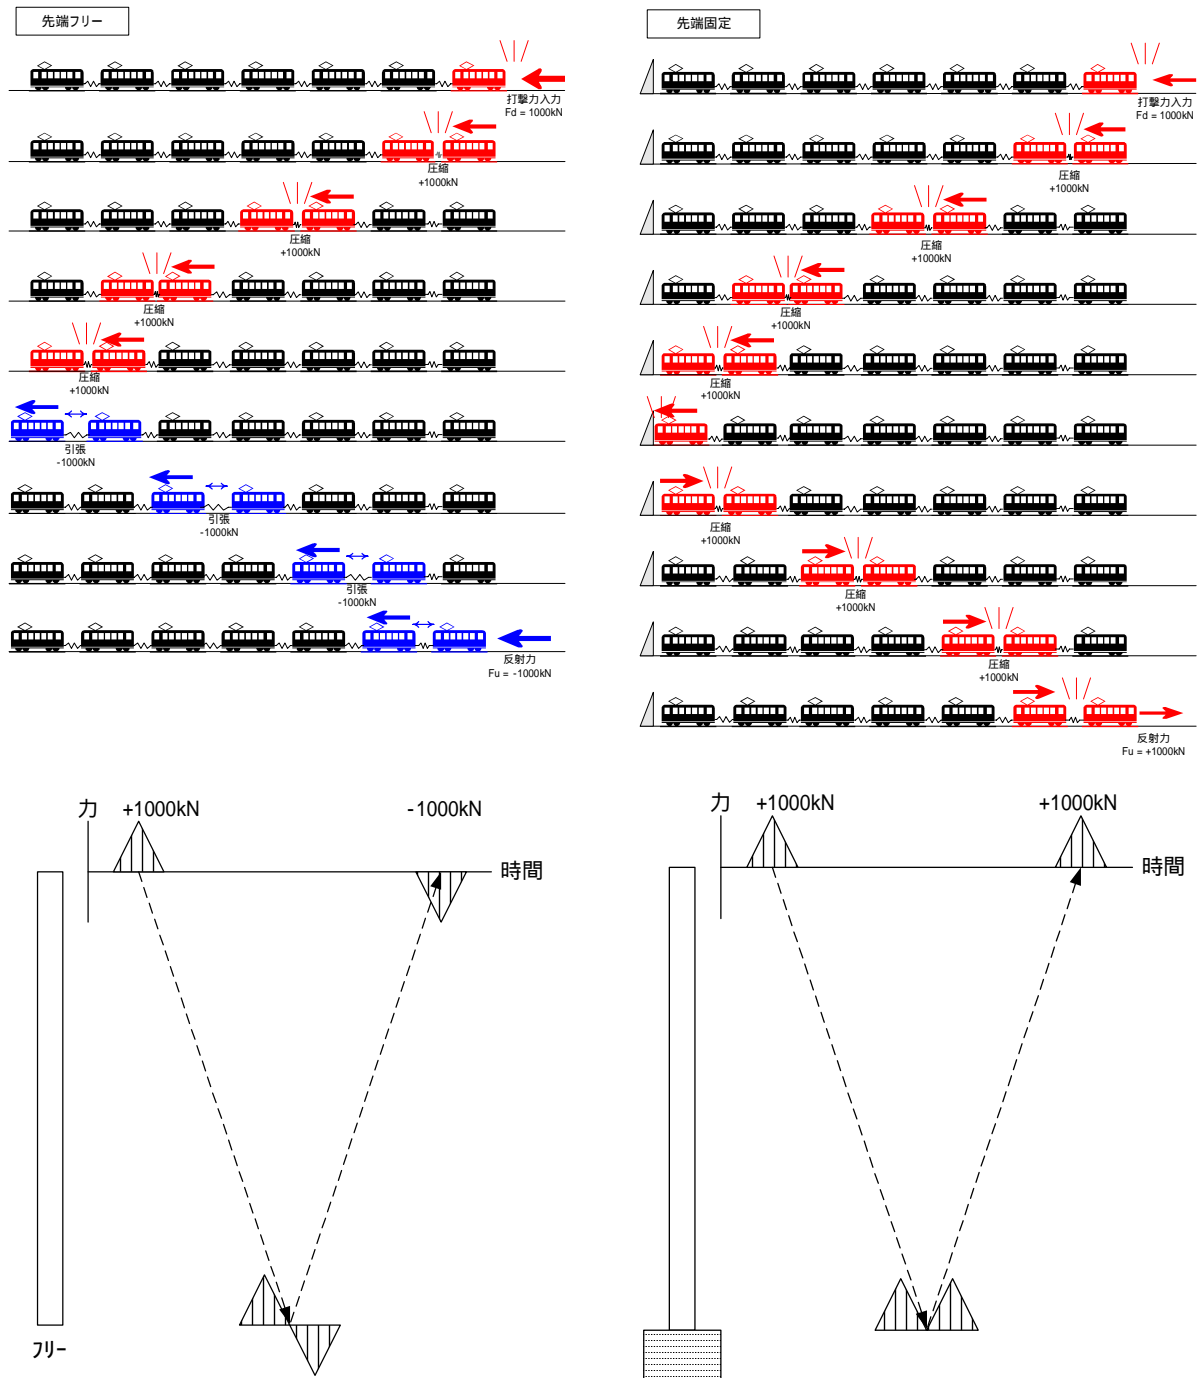 先端フリー
打撃力入力
Fd = 1000kN
圧縮
+1000kN
圧縮
+1000kN
圧縮
+1000kN
圧縮
+1000kN
引張
-1000kN
引張
-1000kN
引張
-1000kN
反射力
Fu = -1000kN
先端固定
打撃力入力
Fd = 1000kN
圧縮
+1000kN
圧縮
+1000kN
圧縮
+1000kN
圧縮
+1000kN
圧縮
+1000kN
圧縮
+1000kN
圧縮
+1000kN
反射力
Fu = +1000kN
力 +1000kN -1000kN
時間
フリー
力 +1000kN +1000kN
時間